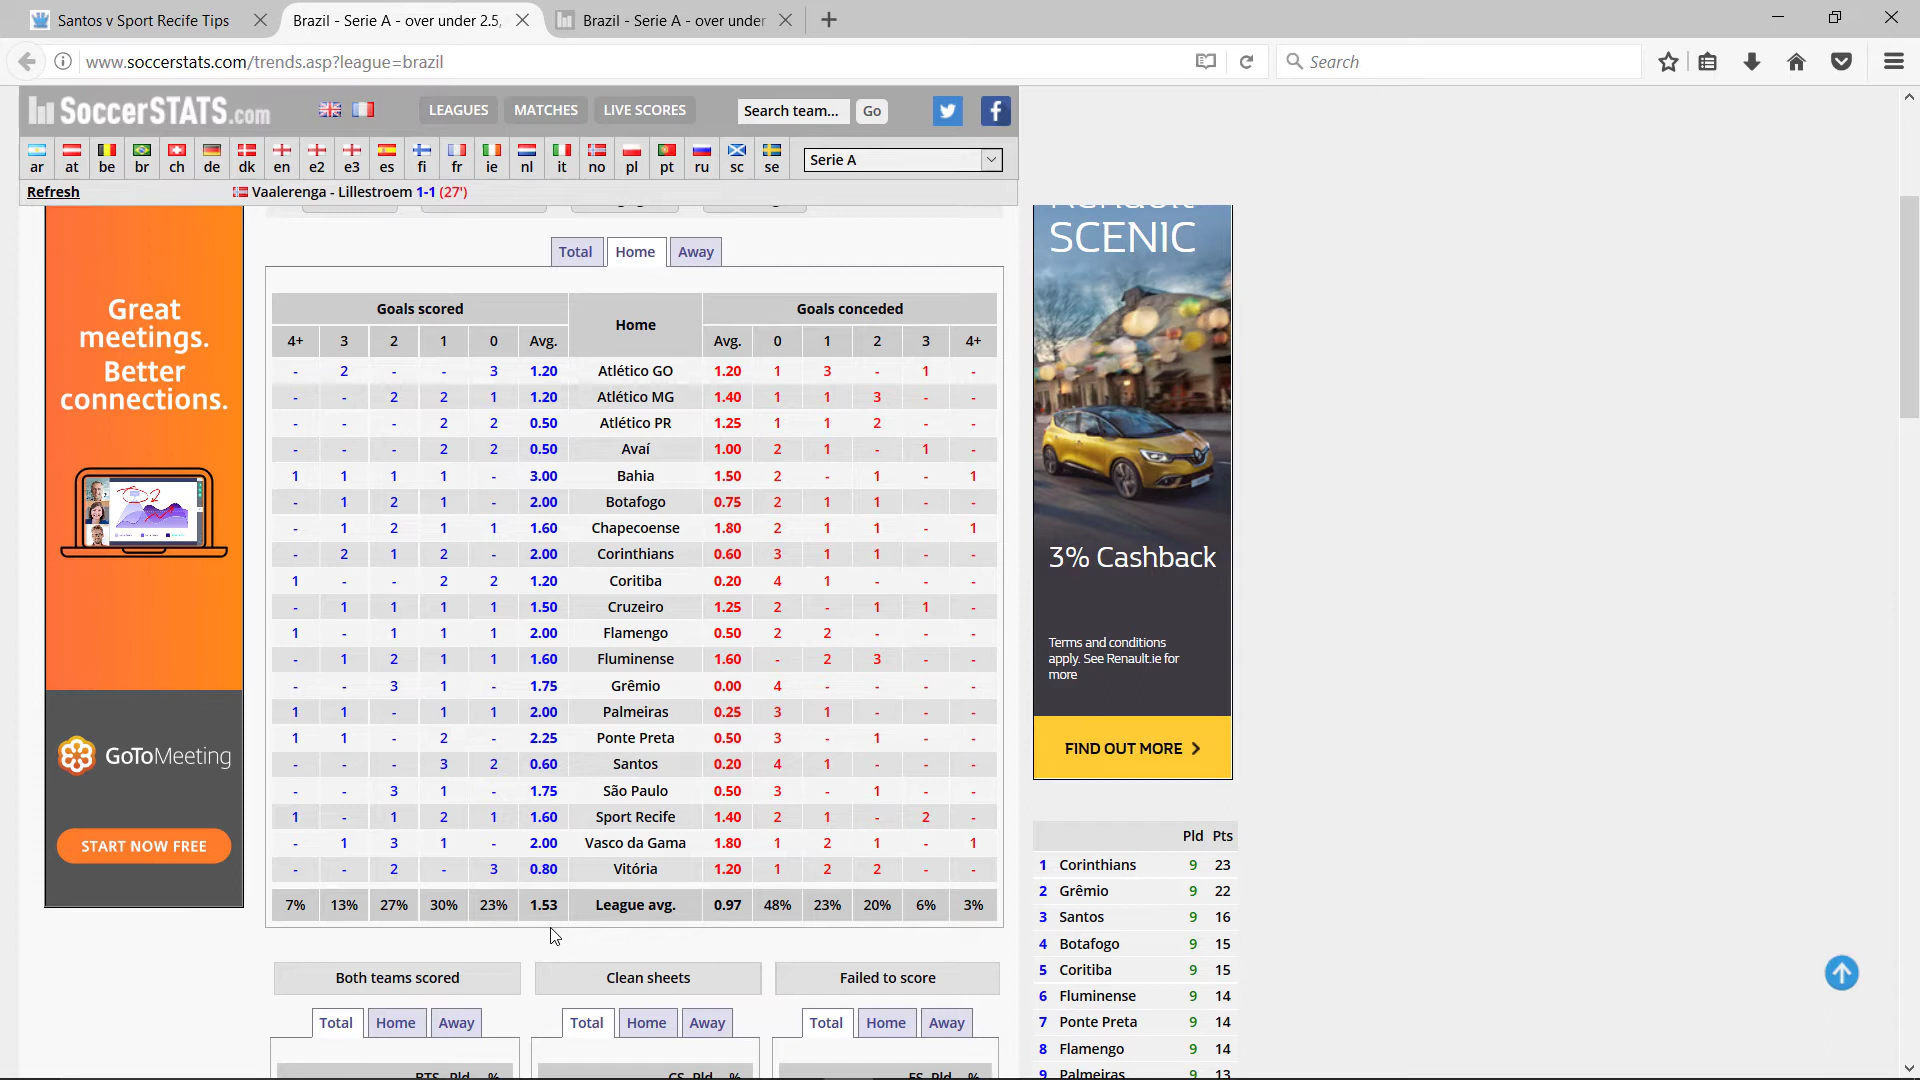 Santos v Sport Recife Tips
Brazil - Serie A - over under 2.5,
Brazil - Serie A - over under
www.soccerstats.com/trends.asp?league=brazil
Search
SoccerSTATS.com
LEAGUES MATCHES LIVE SCORES
Search team... Go
ar at be br ch de dk en e2 e3 es fi fr ie nl it no pl pt ru sc se
Serie A
Refresh
Vaalerenga - Lillestroem 1-1 (27')
Great
meetings.
Better
connections.
GoToMeeting
START NOW FREE
Total Home Away
Goals scored Home Goals conceded
4+ 3 2 1 0 Avg. Avg. 0 1 2 3 4+
- 2 - - 3 1.20 Atlético GO 1.20 1 3 - 1 -
- - 2 2 1 1.20 Atlético MG 1.40 1 1 3 - -
- - - 2 2 0.50 Atlético PR 1.25 1 1 2 - -
- - - 2 2 0.50 Avaí 1.00 2 1 - 1 -
1 1 1 1 - 3.00 Bahia 1.50 2 - 1 - 1
- 1 2 1 - 2.00 Botafogo 0.75 2 1 1 - -
- 1 2 1 1 1.60 Chapecoense 1.80 2 1 1 - 1
- 2 1 2 - 2.00 Corinthians 0.60 3 1 1 - -
1 - - 2 2 1.20 Coritiba 0.20 4 1 - - -
- 1 1 1 1 1.50 Cruzeiro 1.25 2 - 1 1 -
1 - 1 1 1 2.00 Flamengo 0.50 2 2 - - -
- 1 2 1 1 1.60 Fluminense 1.60 - 2 3 - -
- - 3 1 - 1.75 Grêmio 0.00 4 - - - -
1 1 - 1 1 2.00 Palmeiras 0.25 3 1 - - -
1 1 - 2 - 2.25 Ponte Preta 0.50 3 - 1 - -
- - - 3 2 0.60 Santos 0.20 4 1 - - -
- - 3 1 - 1.75 São Paulo 0.50 3 - 1 - -
1 - 1 2 1 1.60 Sport Recife 1.40 2 1 - 2 -
- 1 3 1 - 2.00 Vasco da Gama 1.80 1 2 1 - 1
- - 2 - 3 0.80 Vitória 1.20 1 2 2 - -
7% 13% 27% 30% 23% 1.53 League avg. 0.97 48% 23% 20% 6% 3%
Both teams scored Clean sheets Failed to score
Total Home Away Total Home Away Total Home Away
BTS Pld % CS Pld % FS Pld %
SCENIC
3% Cashback
Terms and conditions
apply. See Renault.ie for
more
FIND OUT MORE
Pld Pts
1 Corinthians 9 23
2 Grêmio 9 22
3 Santos 9 16
4 Botafogo 9 15
5 Coritiba 9 15
6 Fluminense 9 14
7 Ponte Preta 9 14
8 Flamengo 9 14
9 Palmeiras 9 13